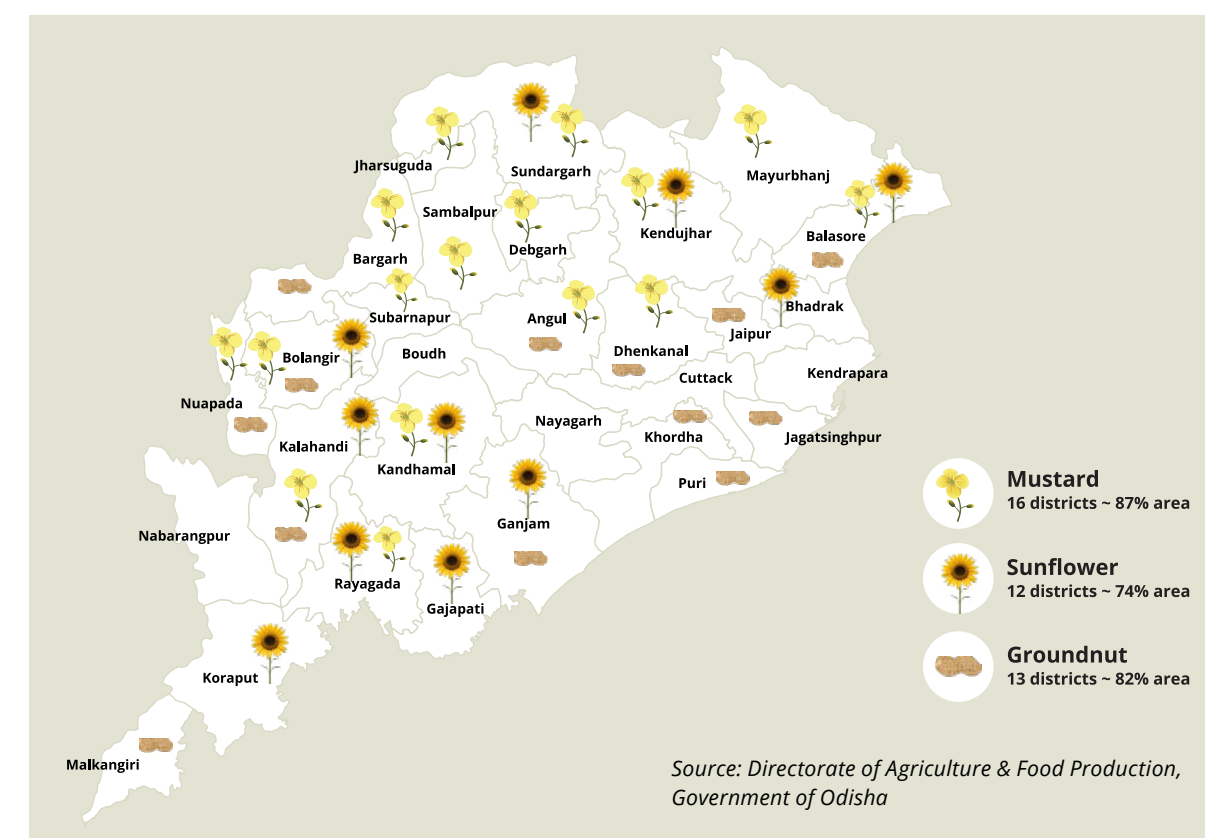 Jharsuguda
Sundargarh
Mayurbhanj
Sambalpur
Kendujhar
Balasore
Debgarh
Bargarh
Subarnapur
Angul
Bhadrak
Jaipur
Bolangir
Boudh
Dhenkanal
Cuttack
Kendrapara
Nuapada
Nayagarh
Khordha
Jagatsinghpur
Kalahandi
Kandhamal
Puri
Ganjam
Nabarangpur
Rayagada
Gajapati
Koraput
Malkangiri
Mustard
16 districts ~ 87% area
Sunflower
12 districts ~ 74% area
Groundnut
13 districts ~ 82% area
Source: Directorate of Agriculture & Food Production,
Government of Odisha